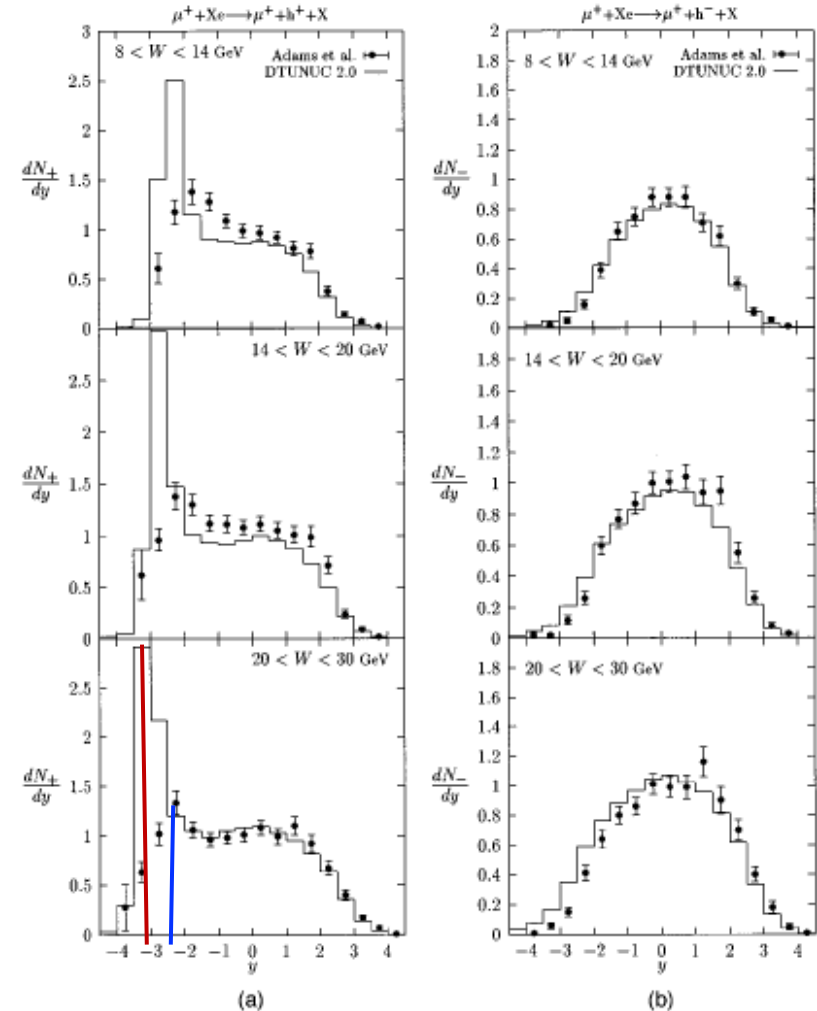 μ⁺+Xe⟶μ⁺+h⁺+X
3
8 < W < 14 GeV
Adams et al.
DTUNUC 2.0
2.5
2
dN₊
dy
1.5
1
0.5
0
14 < W < 20 GeV
2.5
2
dN₊
dy
1.5
1
0.5
0
20 < W < 30 GeV
2.5
2
dN₊
dy
1.5
1
0.5
0
−4 −3 −2 −1 0 1 2 3 4
y
(a)
μ⁺+Xe⟶μ⁺+h⁻+X
2
1.8
Adams et al.
8 < W < 14 GeV
DTUNUC 2.0
1.6
1.4
1.2
dN₋
dy
1
0.8
0.6
0.4
0.2
0
1.8
14 < W < 20 GeV
1.6
1.4
1.2
dN₋
dy
1
0.8
0.6
0.4
0.2
0
1.8
20 < W < 30 GeV
1.6
1.4
1.2
dN₋
dy
1
0.8
0.6
0.4
0.2
0
−4 −3 −2 −1 0 1 2 3 4
y
(b)